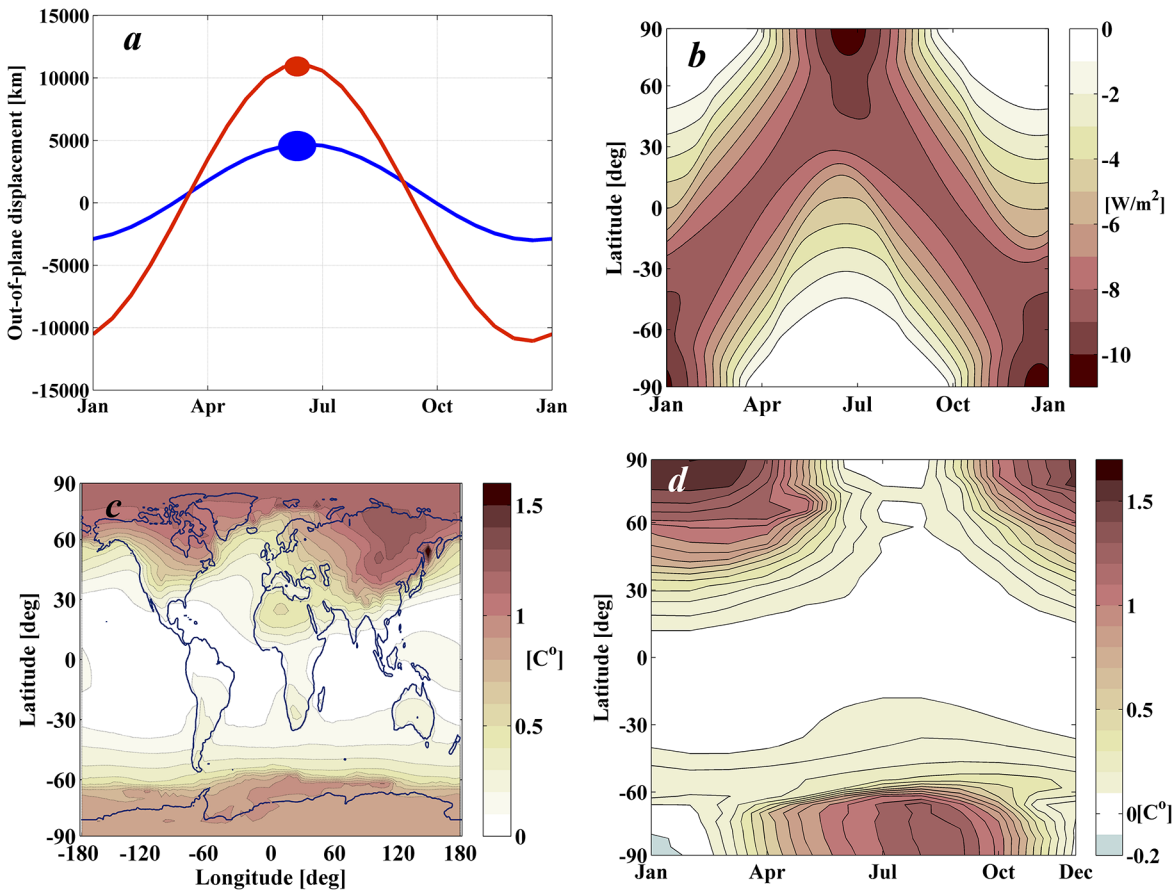 a
Out-of-plane displacement [km]
15000
10000
5000
0
-5000
-10000
-15000
Jan Apr Jul Oct Jan
b
Latitude [deg]
90
60
30
0
-30
-60
-90
Jan Apr Jul Oct Jan
0
-2
-4
[W/m²]
-6
-8
-10
c
Latitude [deg]
90
60
30
0
-30
-60
-90
-180 -120 -60 0 60 120 180
Longitude [deg]
1.5
1
[Cº]
0.5
0
d
Latitude [deg]
90
60
30
0
-30
-60
-90
Jan Apr Jul Oct Dec
1.5
1
0.5
0[Cº]
-0.2